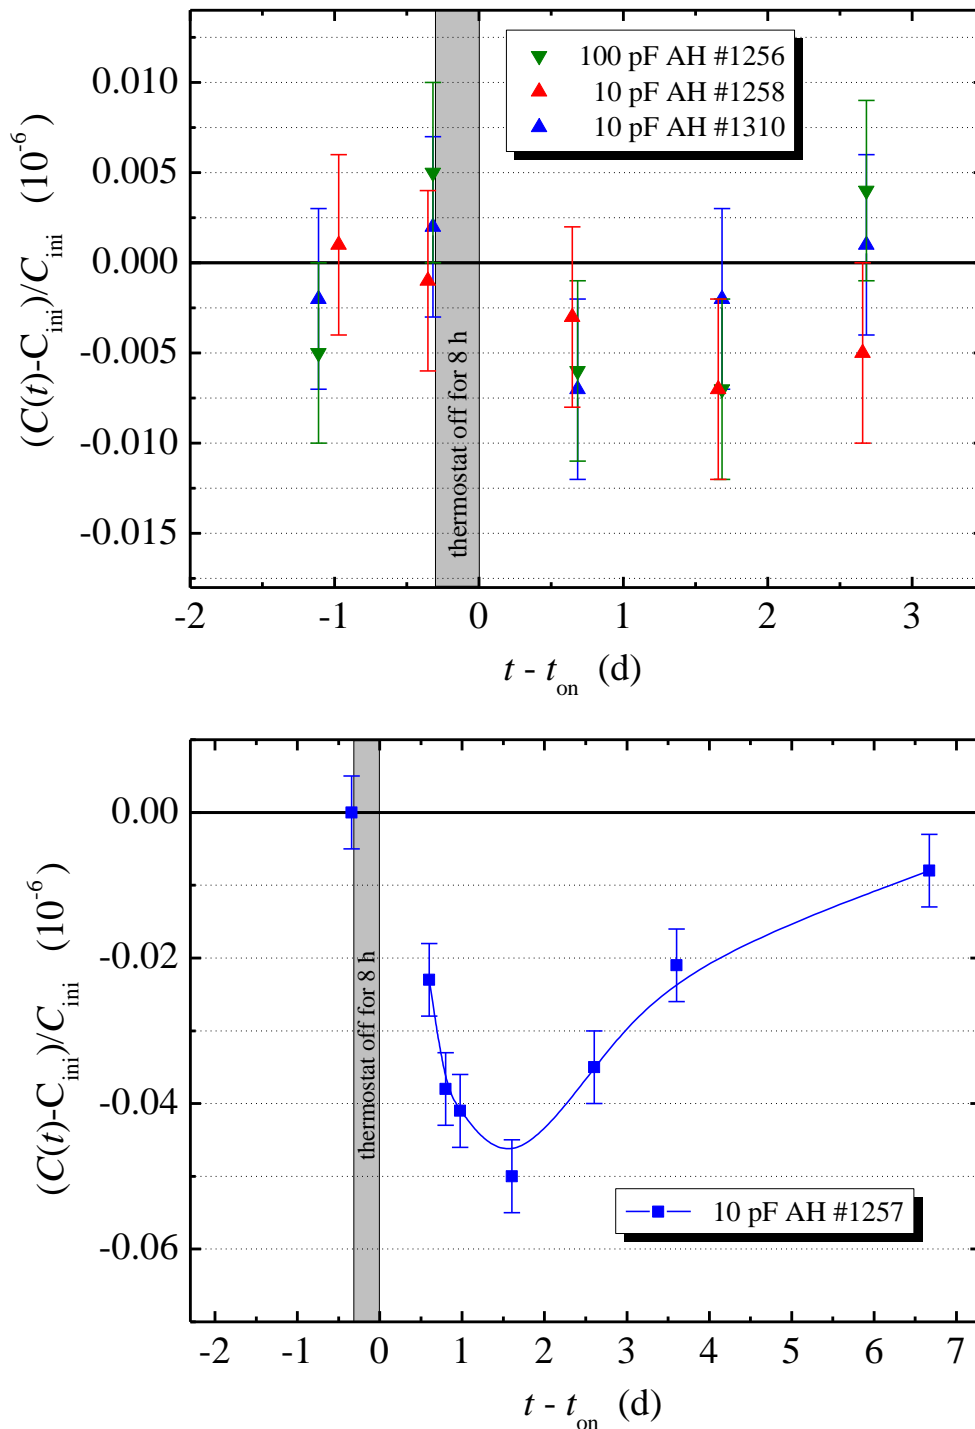 100 pF AH #1256
10 pF AH #1258
10 pF AH #1310
0.010
0.005
0.000
-0.005
-0.010
-0.015
(C(t)-C_ini)/C_ini (10^-6)
thermostat off for 8 h
-2 -1 0 1 2 3
t - t_on (d)
0.00
-0.02
-0.04
-0.06
(C(t)-C_ini)/C_ini (10^-6)
thermostat off for 8 h
10 pF AH #1257
-2 -1 0 1 2 3 4 5 6 7
t - t_on (d)